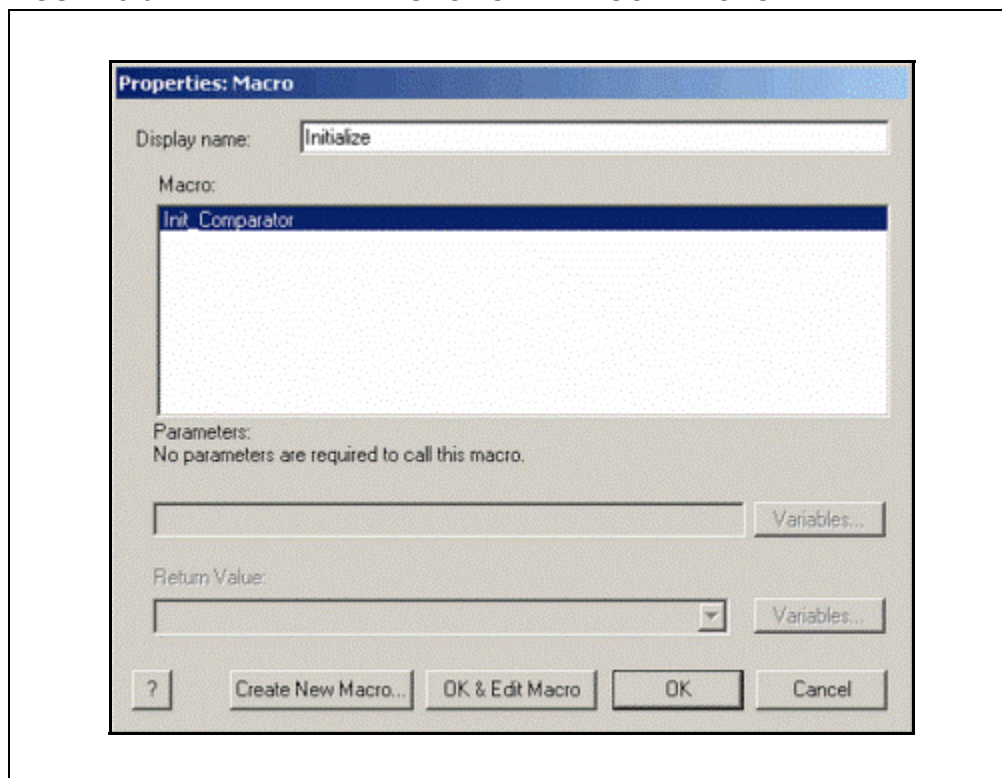 Properties: Macro
Display name: Initialize
Macro:
Init_Comparator
Parameters:
No parameters are required to call this macro.
Variables...
Return Value:
Variables...
? Create New Macro... OK & Edit Macro OK Cancel